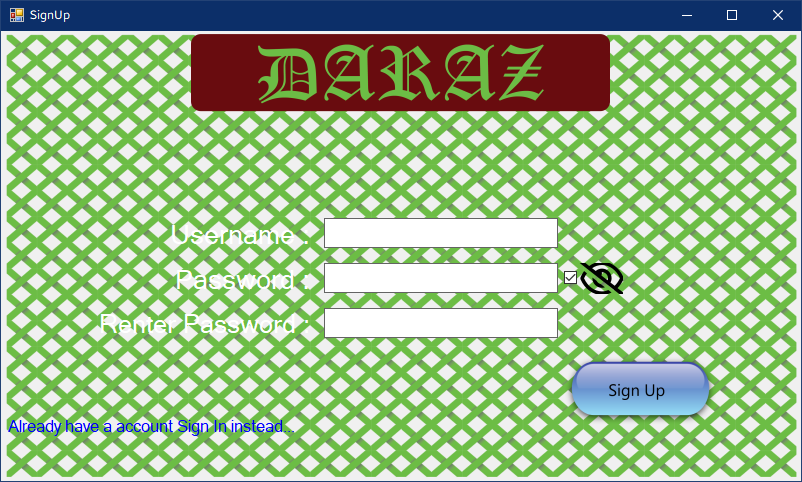 SignUp
DARAZ
Username :
Password :
Renter Password :
Sign Up
Already have a account Sign In instead...